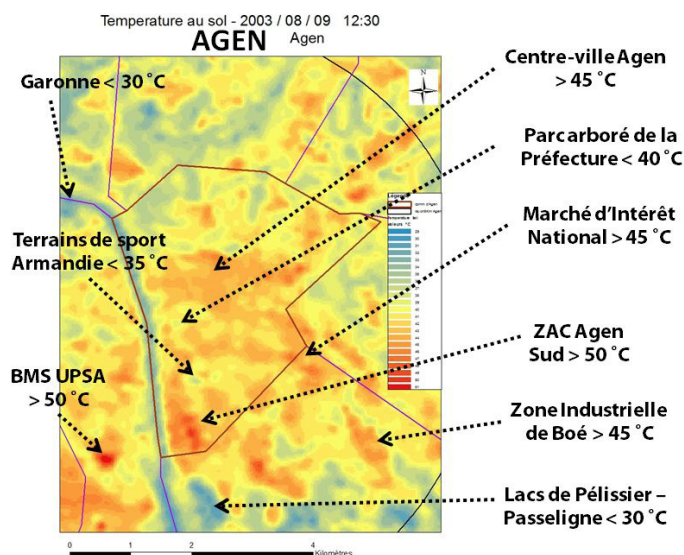 Temperature au sol - 2003 / 08 / 09 12:30
AGEN
Agen
Garonne < 30 ˚C
Centre-ville Agen
> 45 ˚C
N
Parc arboré de la
Préfecture < 40˚C
Marché d'Intérêt
National > 45 ˚C
Terrains de sport
Armandie < 35˚C
BMS UPSA
> 50 ˚C
ZAC Agen
Sud > 50 ˚C
Zone Industrielle
de Boé > 45 ˚C
Lacs de Pélissier –
Passeligne < 30 ˚C
0 1 2 4
Kilomètres